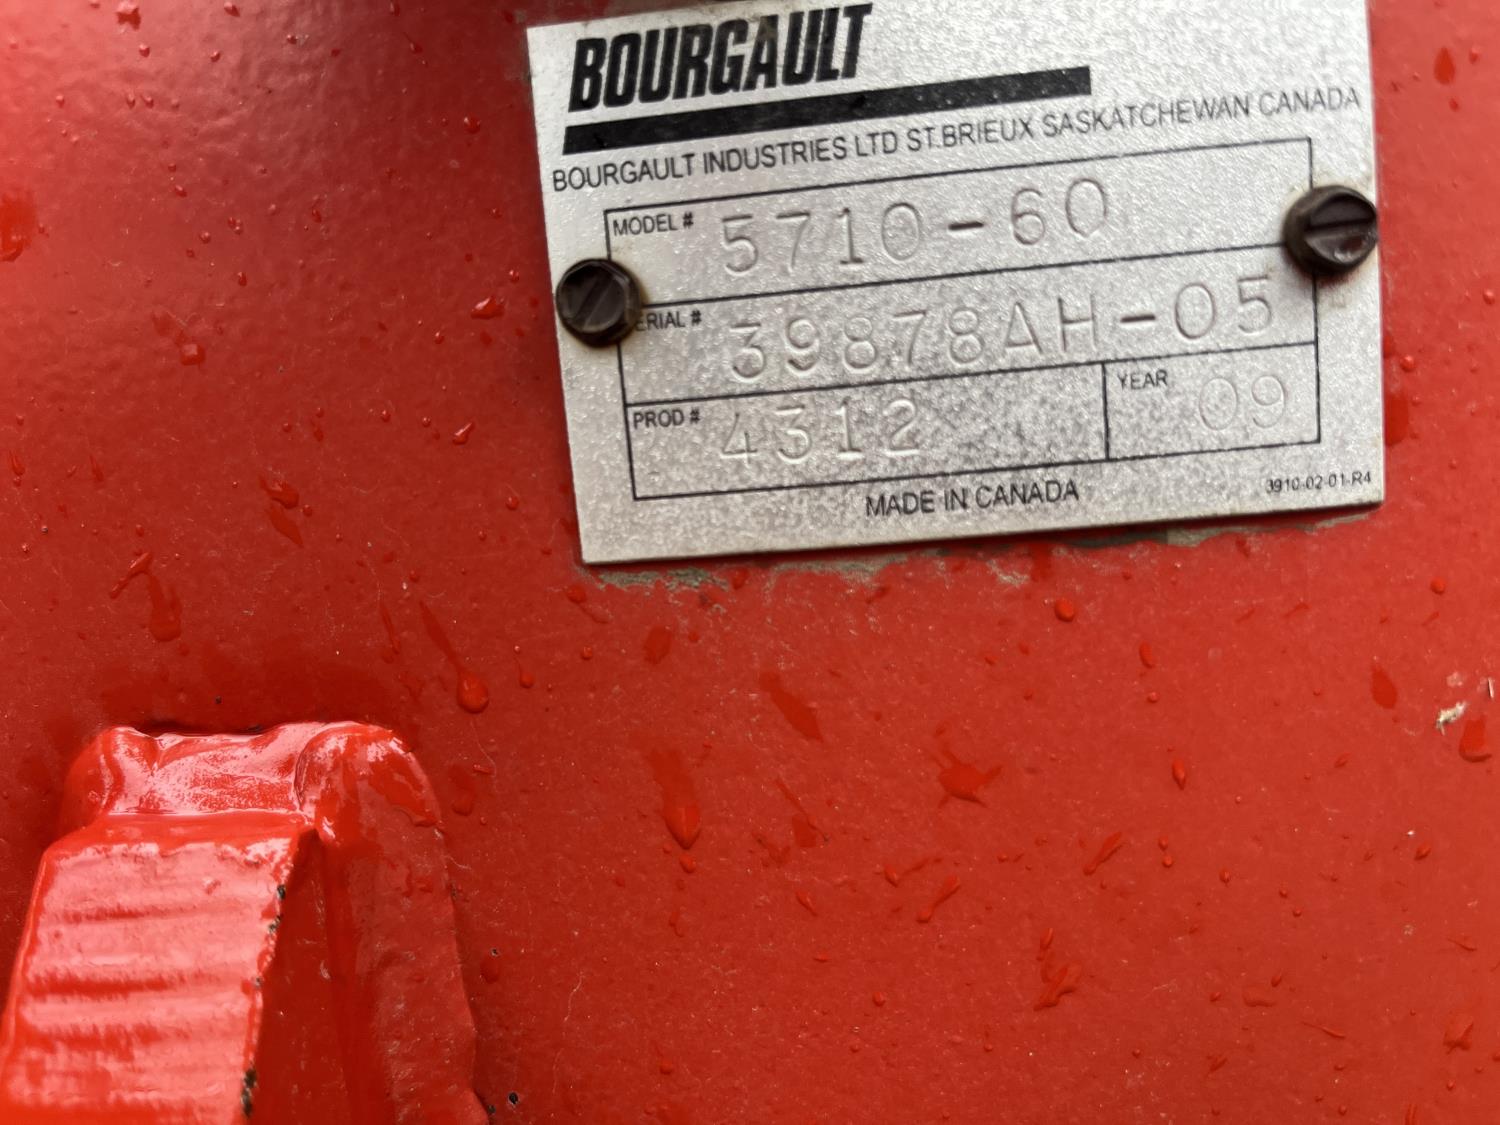 BOURGAULT
BOURGAULT INDUSTRIES LTD ST.BRIEUX SASKATCHEWAN CANADA
MODEL # 5710-60
ERIAL # 39878AH-05
PROD # 4312 YEAR 09
MADE IN CANADA
3910-02-01-R4